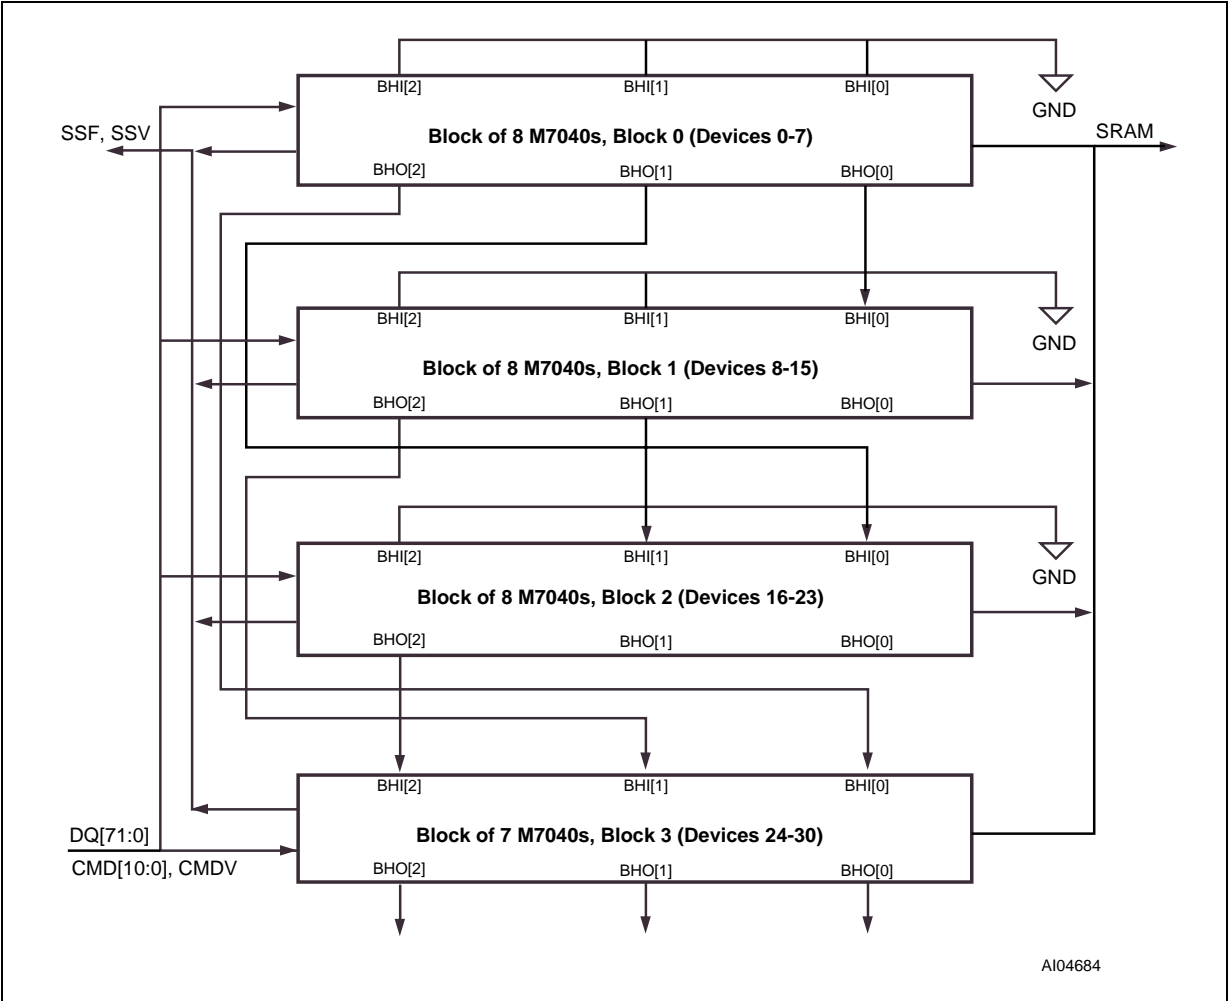 BHI[2] BHI[1] BHI[0]
GND
SSF, SSV
Block of 8 M7040s, Block 0 (Devices 0-7)
SRAM
BHO[2] BHO[1] BHO[0]
BHI[2] BHI[1] BHI[0]
GND
Block of 8 M7040s, Block 1 (Devices 8-15)
BHO[2] BHO[1] BHO[0]
BHI[2] BHI[1] BHI[0]
GND
Block of 8 M7040s, Block 2 (Devices 16-23)
BHO[2] BHO[1] BHO[0]
BHI[2] BHI[1] BHI[0]
DQ[71:0]
Block of 7 M7040s, Block 3 (Devices 24-30)
CMD[10:0], CMDV
BHO[2] BHO[1] BHO[0]
AI04684